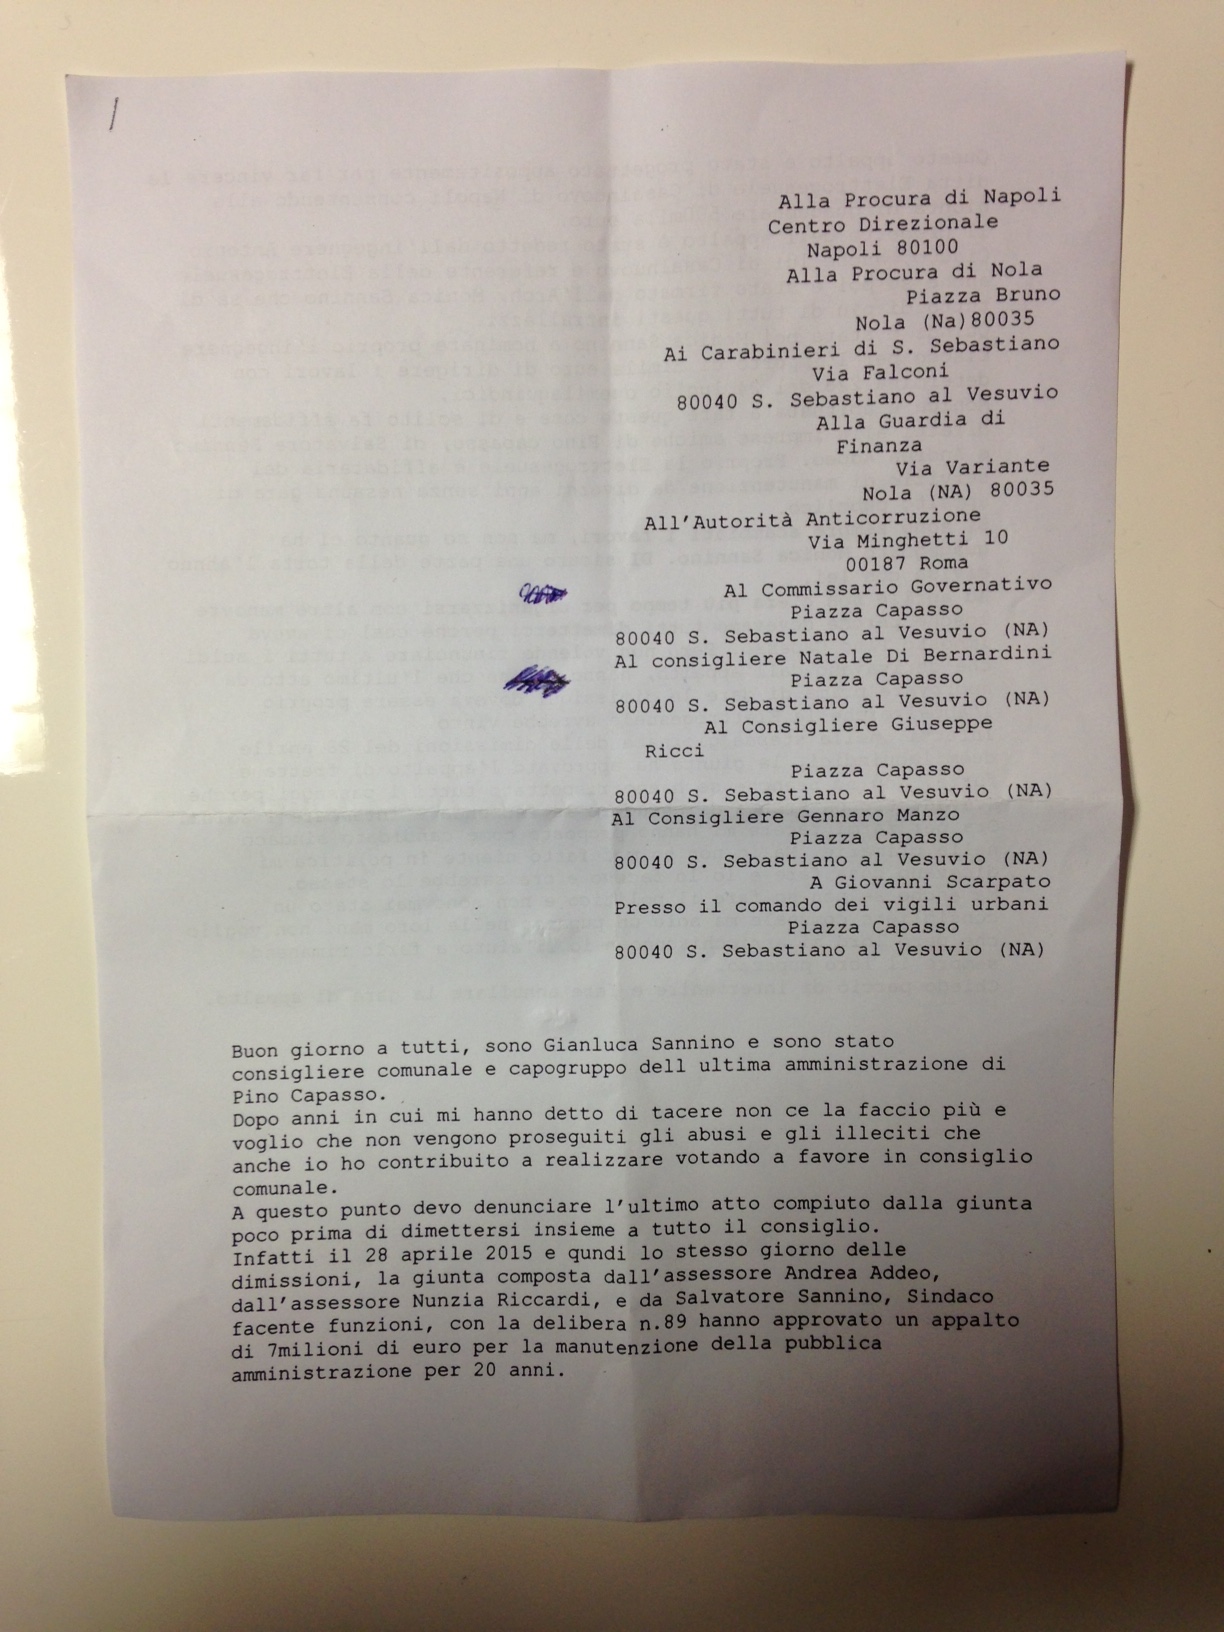 Alla Procura di Napoli
Centro Direzionale
Napoli 80100
Alla Procura di Nola
Piazza Bruno
Nola (Na)80035
Ai Carabinieri di S. Sebastiano
Via Falconi
80040 S. Sebastiano al Vesuvio
Alla Guardia di
Finanza
Via Variante
Nola (NA) 80035
All'Autorità Anticorruzione
Via Minghetti 10
00187 Roma
Al Commissario Governativo
Piazza Capasso
80040 S. Sebastiano al Vesuvio (NA)
Al consigliere Natale Di Bernardini
Piazza Capasso
80040 S. Sebastiano al Vesuvio (NA)
Al Consigliere Giuseppe
Ricci
Piazza Capasso
80040 S. Sebastiano al Vesuvio (NA)
Al Consigliere Gennaro Manzo
Piazza Capasso
80040 S. Sebastiano al Vesuvio (NA)
A Giovanni Scarpato
Presso il comando dei vigili urbani
Piazza Capasso
80040 S. Sebastiano al Vesuvio (NA)
Buon giorno a tutti, sono Gianluca Sannino e sono stato
consigliere comunale e capogruppo dell ultima amministrazione di
Pino Capasso.
Dopo anni in cui mi hanno detto di tacere non ce la faccio più e
voglio che non vengono proseguiti gli abusi e gli illeciti che
anche io ho contribuito a realizzare votando a favore in consiglio
comunale.
A questo punto devo denunciare l'ultimo atto compiuto dalla giunta
poco prima di dimettersi insieme a tutto il consiglio.
Infatti il 28 aprile 2015 e qundi lo stesso giorno delle
dimissioni, la giunta composta dall'assessore Andrea Addeo,
dall'assessore Nunzia Riccardi, e da Salvatore Sannino, Sindaco
facente funzioni, con la delibera n.89 hanno approvato un appalto
di 7milioni di euro per la manutenzione della pubblica
amministrazione per 20 anni.